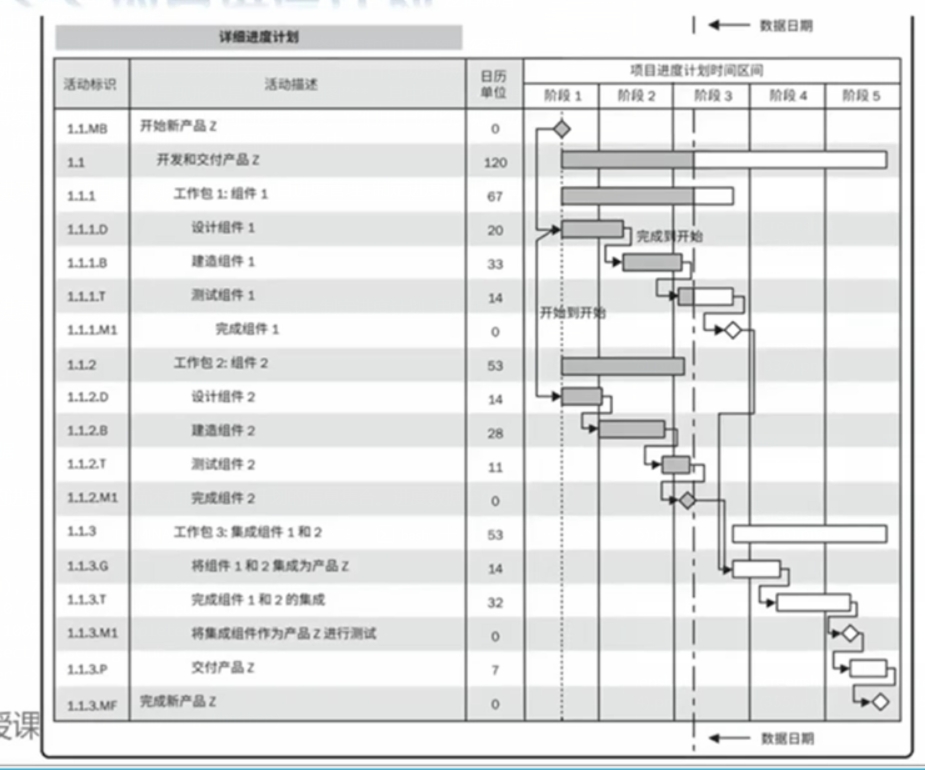 数据日期
详细进度计划
活动标识 活动描述 日历单位 项目进度计划时间区间
阶段 1 阶段 2 阶段 3 阶段 4 阶段 5
1.1.MB 开始新产品 Z 0
1.1 开发和交付产品 Z 120
1.1.1 工作包 1: 组件 1 67
1.1.1.D 设计组件 1 20
完成到开始
1.1.1.B 建造组件 1 33
1.1.1.T 测试组件 1 14
开始到开始
1.1.1.M1 完成组件 1 0
1.1.2 工作包 2: 组件 2 53
1.1.2.D 设计组件 2 14
1.1.2.B 建造组件 2 28
1.1.2.T 测试组件 2 11
1.1.2.M1 完成组件 2 0
1.1.3 工作包 3: 集成组件 1 和 2 53
1.1.3.G 将组件 1 和 2 集成为产品 Z 14
1.1.3.T 完成组件 1 和 2 的集成 32
1.1.3.M1 将集成组件作为产品 Z 进行测试 0
1.1.3.P 交付产品 Z 7
1.1.3.MF 完成新产品 Z 0
授课
数据日期